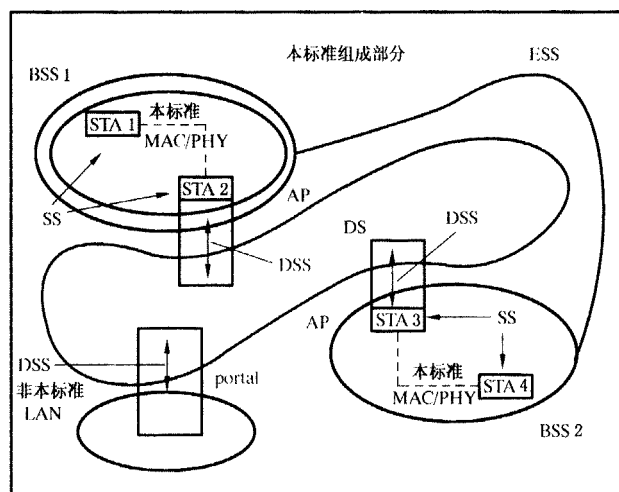 本标准组成部分
ESS
BSS 1
STA 1
本标准
MAC/PHY
STA 2
SS
AP
DSS
DS
DSS
AP
STA 3
SS
DSS
非本标准
LAN
portal
本标准
MAC/PHY
STA 4
BSS 2